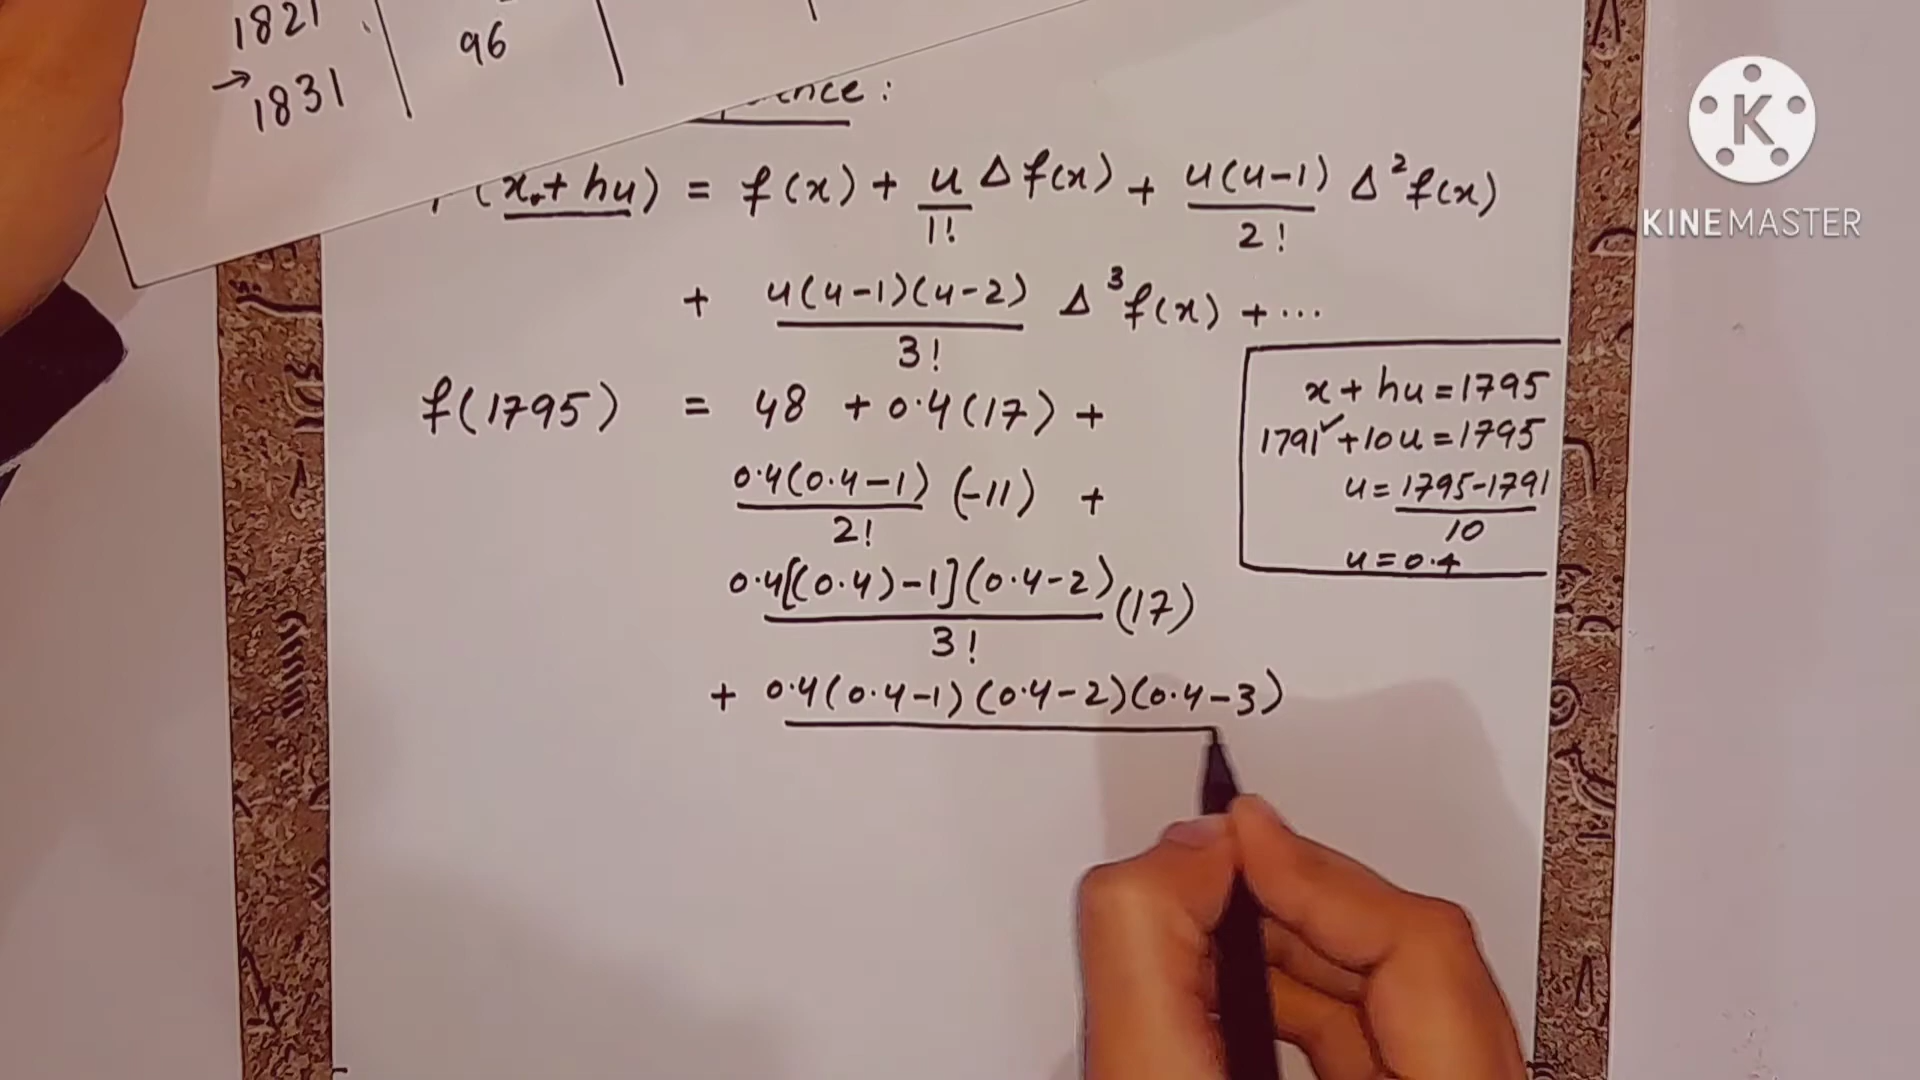 1821
96
→ 1831
ence :
(x + hu) = f(x) + u/1! Δf(x) + u(u-1)/2! Δ²f(x)
+ u(u-1)(u-2)/3! Δ³f(x) + ...
f(1795) = 48 + 0.4(17) +
0.4(0.4-1)/2! (-11) +
0.4[(0.4)-1](0.4-2)/3! (17)
+ 0.4(0.4-1)(0.4-2)(0.4-3)
x + hu = 1795
1791✓ + 10u = 1795
u = 1795-1791/10
u = 0.4
K
KINEMASTER